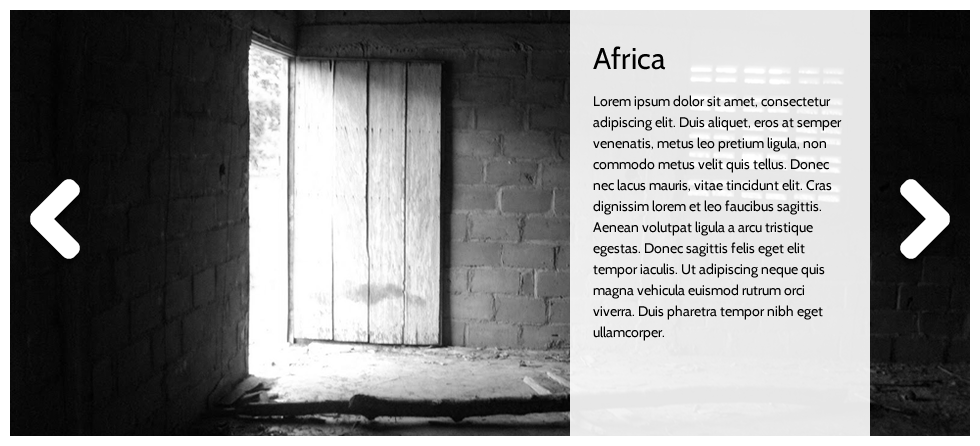 Africa
Lorem ipsum dolor sit amet, consectetur
adipiscing elit. Duis aliquet, eros at semper
venenatis, metus leo pretium ligula, non
commodo metus velit quis tellus. Donec
nec lacus mauris, vitae tincidunt elit. Cras
dignissim lorem et leo faucibus sagittis.
Aenean volutpat ligula a arcu tristique
egestas. Donec sagittis felis eget elit
tempor iaculis. Ut adipiscing neque quis
magna vehicula euismod rutrum orci
viverra. Duis pharetra tempor nibh eget
ullamcorper.